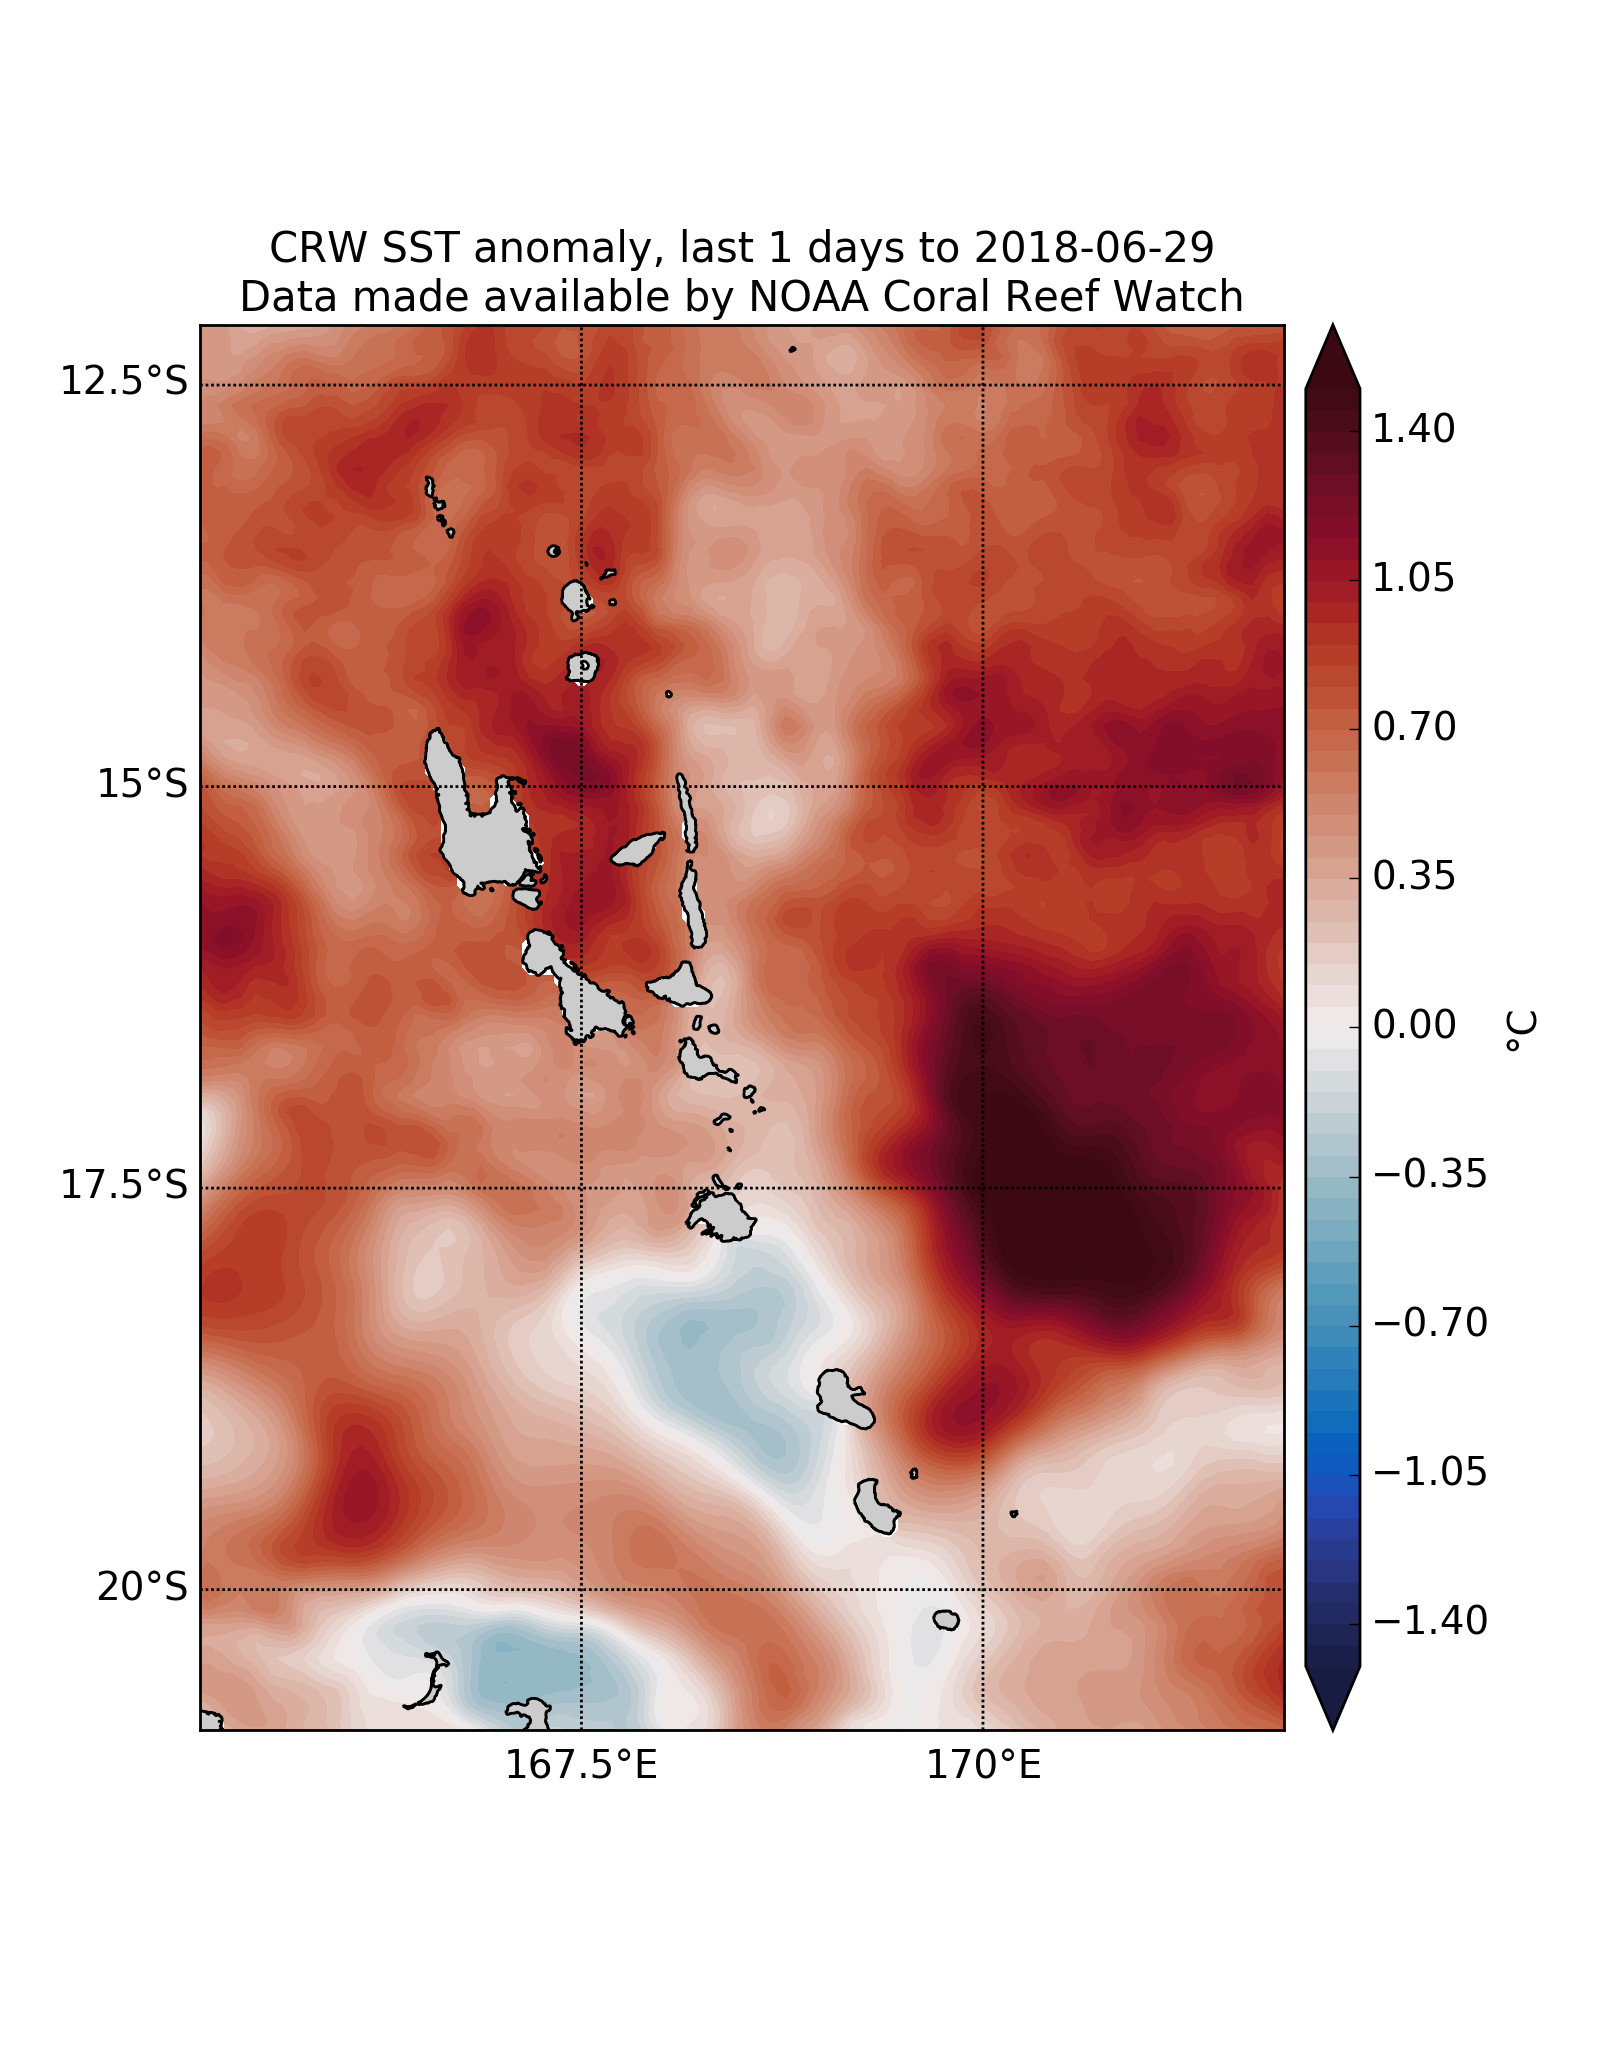 CRW SST anomaly, last 1 days to 2018-06-29
Data made available by NOAA Coral Reef Watch
12.5°S
15°S
17.5°S
20°S
167.5°E
170°E
1.40
1.05
0.70
0.35
0.00
−0.35
−0.70
−1.05
−1.40
°C